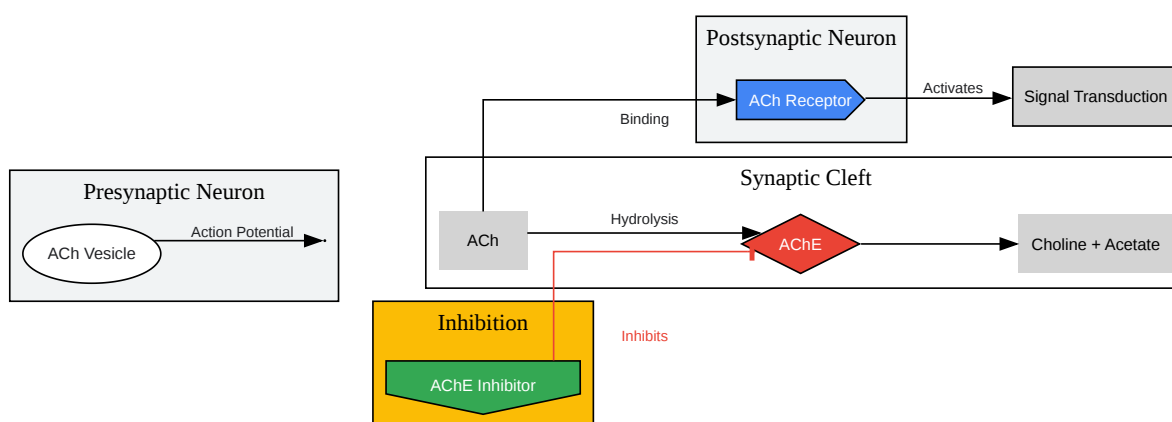 Postsynaptic Neuron
ACh Receptor
Activates
Signal Transduction
Binding
Synaptic Cleft
Presynaptic Neuron
Action Potential
ACh Vesicle
ACh
Hydrolysis
AChE
Choline + Acetate
Inhibition
Inhibits
AChE Inhibitor